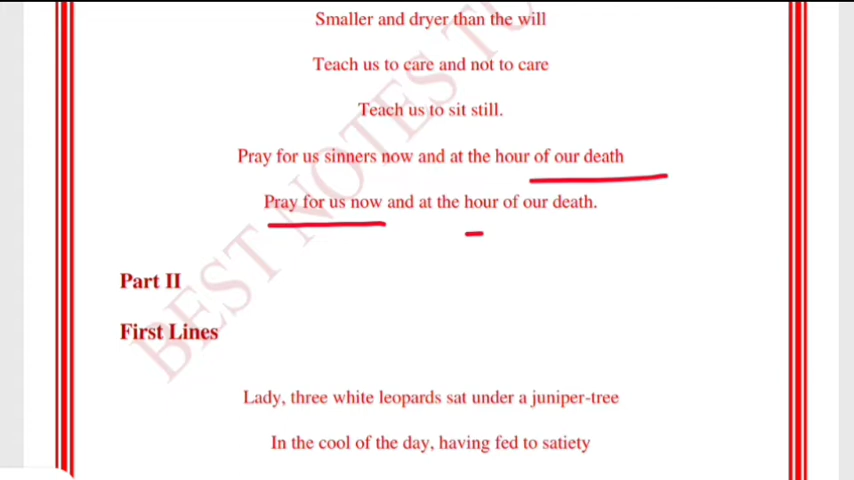 Smaller and dryer than the will
Teach us to care and not to care
Teach us to sit still.
Pray for us sinners now and at the hour of our death
Pray for us now and at the hour of our death.
Part II
First Lines
Lady, three white leopards sat under a juniper-tree
In the cool of the day, having fed to satiety
BEST NOTES TO